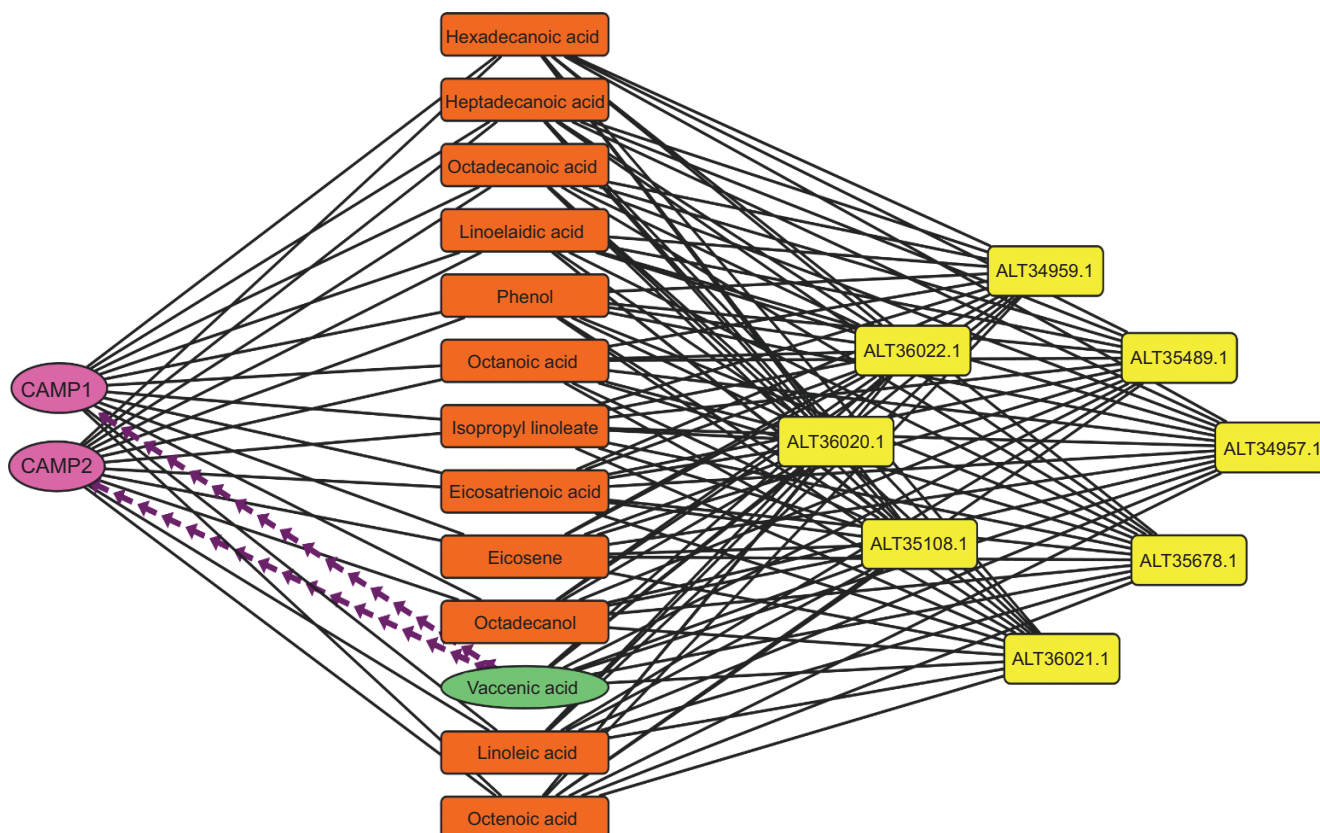 Hexadecanoic acid
Heptadecanoic acid
Octadecanoic acid
Linoelaidic acid
Phenol
Octanoic acid
Isopropyl linoleate
Eicosatrienoic acid
Eicosene
Octadecanol
Vaccenic acid
Linoleic acid
Octenoic acid
CAMP1
CAMP2
ALT34959.1
ALT36022.1
ALT35489.1
ALT36020.1
ALT34957.1
ALT35108.1
ALT35678.1
ALT36021.1